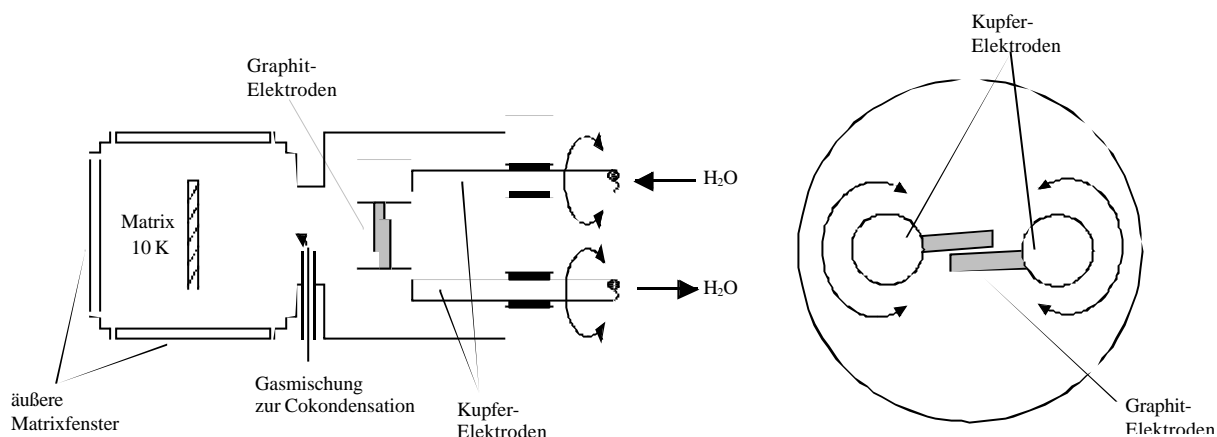 Graphit-
Elektroden
H₂O
Matrix
10 K
H₂O
äußere
Matrixfenster
Gasmischung
zur Cokondensation
Kupfer-
Elektroden
Kupfer-
Elektroden
Graphit-
Elektroden